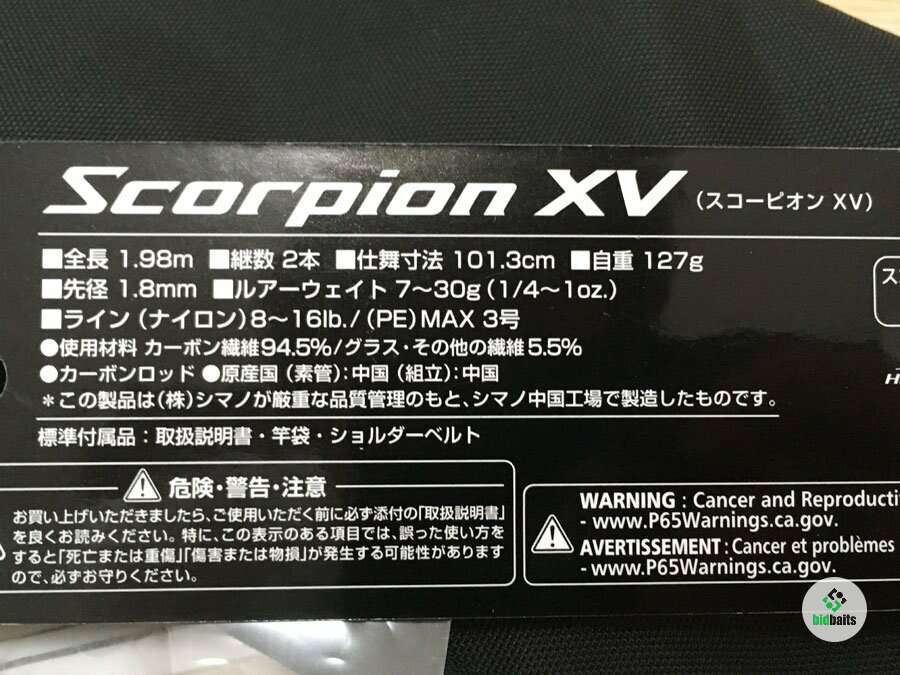 Scorpion XV (スコーピオン XV)
■全長 1.98m ■継数 2本 ■仕舞寸法 101.3cm ■自重 127g
■先径 1.8mm ■ルアーウェイト 7〜30g(1/4〜1oz.)
■ライン(ナイロン)8〜16lb./(PE)MAX 3号
●使用材料 カーボン繊維94.5%/グラス・その他の繊維5.5%
●カーボンロッド ●原産国(素管):中国(組立):中国
*この製品は(株)シマノが厳重な品質管理のもと、シマノ中国工場で製造したものです。
標準付属品:取扱説明書・竿袋・ショルダーベルト
危険・警告・注意
お買い上げいただきましたら、ご使用いただく前に必ず添付の「取扱説明書」
を良くお読みください。特に、この表示のある項目では、誤った使い方を
すると「死亡または重傷」「傷害または物損」が発生する可能性があります
ので、必ずお守りください。
WARNING : Cancer and Reproducti
- www.P65Warnings.ca.gov.
AVERTISSEMENT : Cancer et problèmes
- www.P65Warnings.ca.gov.
ス
H
bidbaits